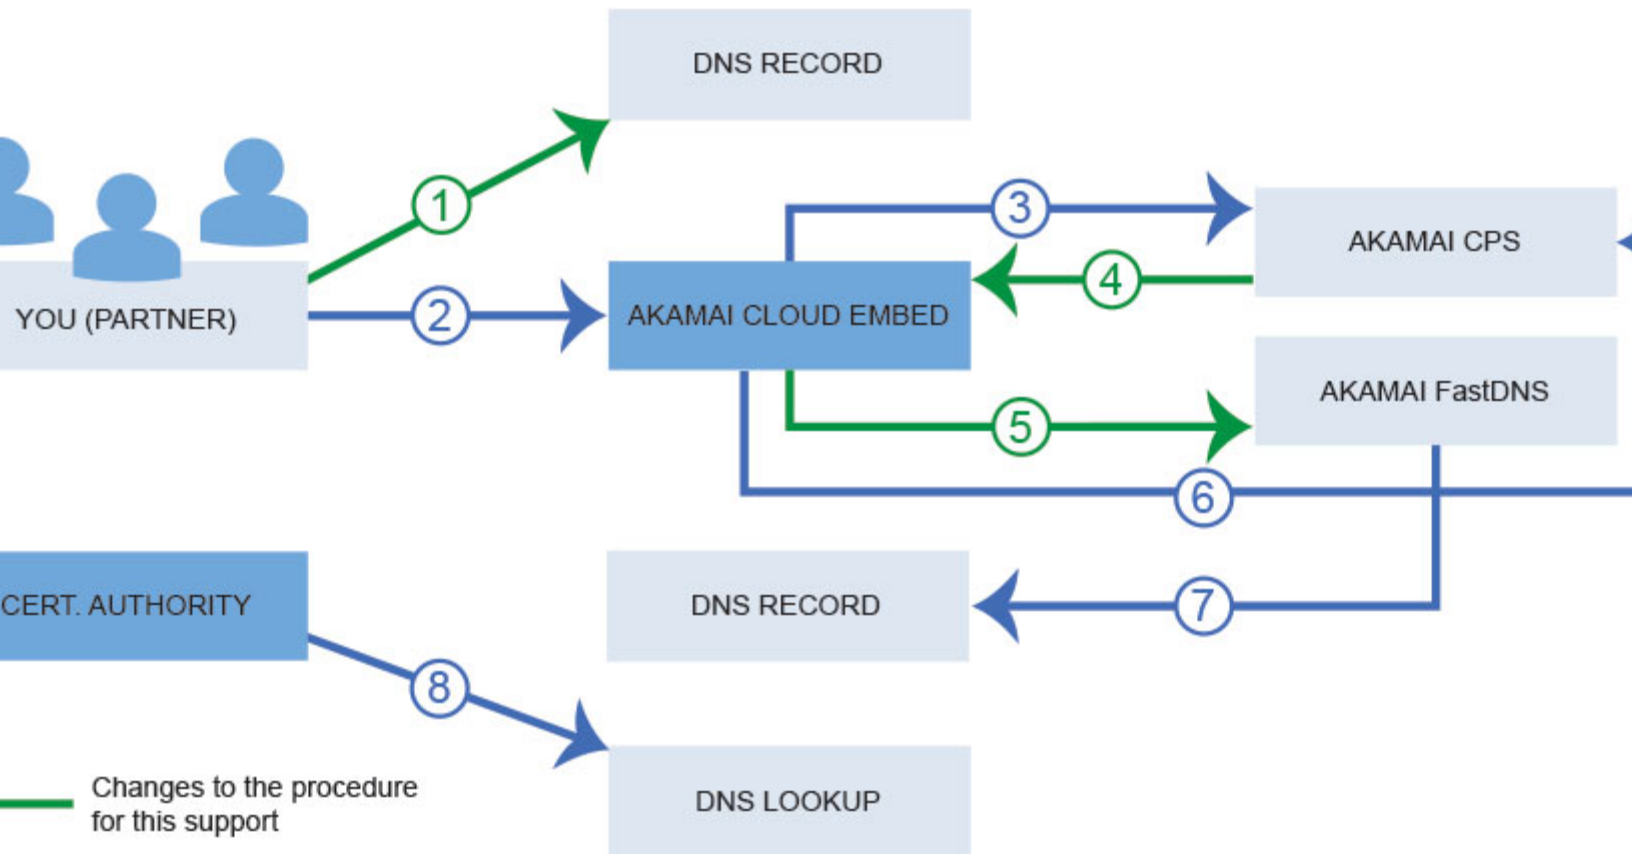 DNS RECORD
1
3
AKAMAI CPS
4
YOU (PARTNER)
2
AKAMAI CLOUD EMBED
AKAMAI FastDNS
5
6
CERT. AUTHORITY
DNS RECORD
7
8
Changes to the procedure
for this support
DNS LOOKUP